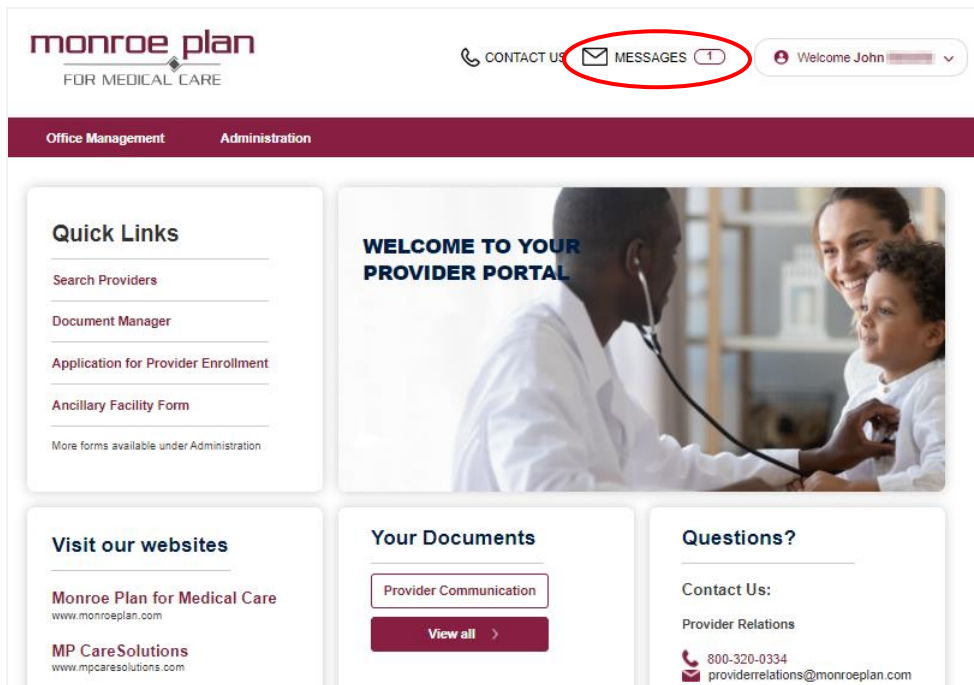 monroe plan
FOR MEDICAL CARE
CONTACT US
MESSAGES 1
Welcome John
Office Management
Administration
Quick Links
Search Providers
Document Manager
Application for Provider Enrollment
Ancillary Facility Form
More forms available under Administration
WELCOME TO YOUR
PROVIDER PORTAL
Visit our websites
Monroe Plan for Medical Care
www.monroeplan.com
MP CareSolutions
www.mpcaresolutions.com
Your Documents
Provider Communication
View all
Questions?
Contact Us:
Provider Relations
800-320-0334
providerrelations@monroeplan.com